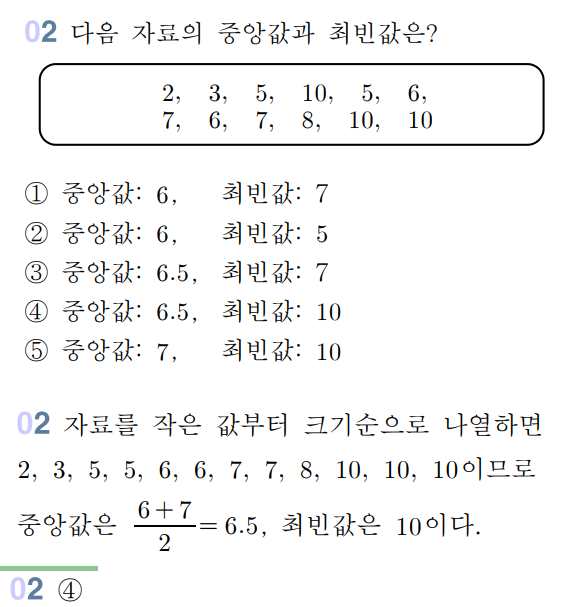 02 다음 자료의 중앙값과 최빈값은?
2, 3, 5, 10, 5, 6,
7, 6, 7, 8, 10, 10
① 중앙값: 6, 최빈값: 7
② 중앙값: 6, 최빈값: 5
③ 중앙값: 6.5, 최빈값: 7
④ 중앙값: 6.5, 최빈값: 10
⑤ 중앙값: 7, 최빈값: 10
02 자료를 작은 값부터 크기순으로 나열하면
2, 3, 5, 5, 6, 6, 7, 7, 8, 10, 10, 10이므로
중앙값은 (6+7)/2 = 6.5, 최빈값은 10이다.
02 ④